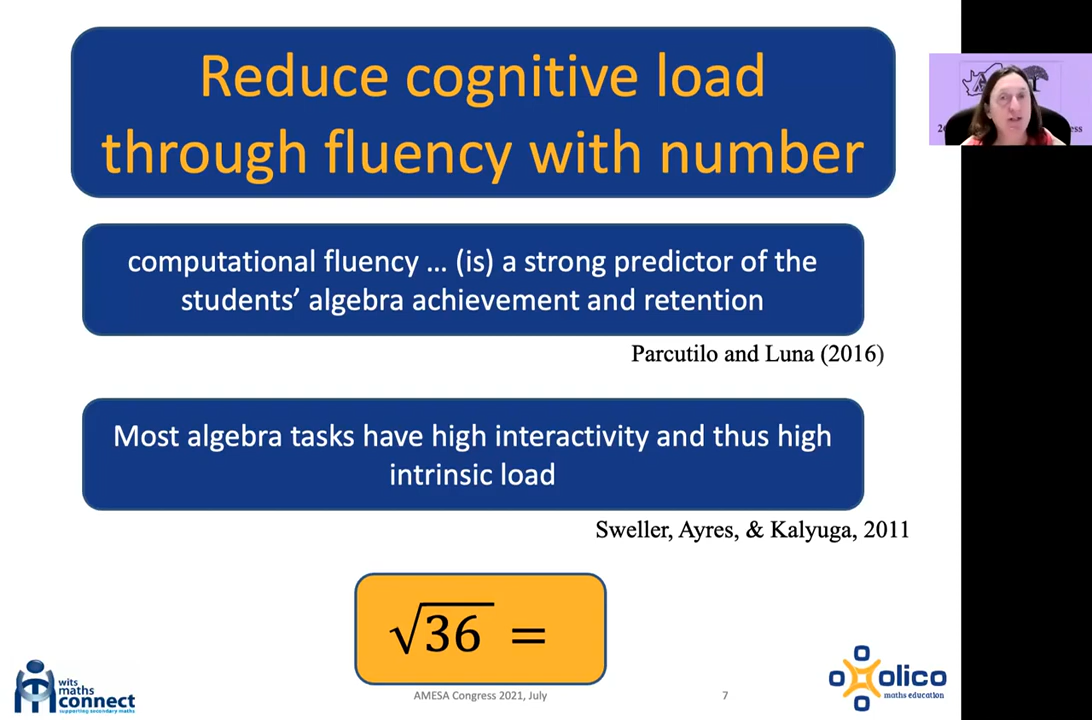 Reduce cognitive load
through fluency with number
computational fluency … (is) a strong predictor of the
students’ algebra achievement and retention
Parcutilo and Luna (2016)
Most algebra tasks have high interactivity and thus high
intrinsic load
Sweller, Ayres, & Kalyuga, 2011
√36 =
wits
maths
connect
supporting secondary maths
AMESA Congress 2021, July
7
olico
maths education